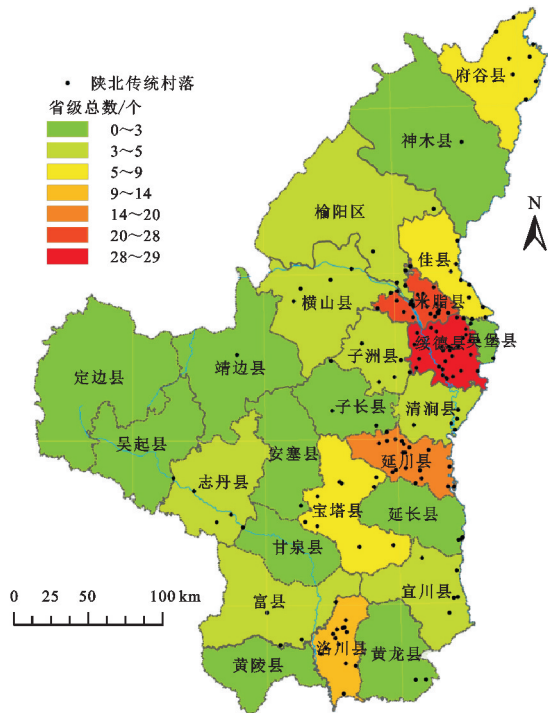 府谷县
陕北传统村落
省级总数/个
0～3
3～5
5～9
9～14
14～20
20～28
28～29
神木县
N
榆阳区
佳县
横山县
米脂县
绥德县
吴堡县
子洲县
靖边县
定边县
子长县
清涧县
吴起县
安塞县
延川县
志丹县
宝塔县
延长县
甘泉县
宜川县
富县
0 25 50 100 km
洛川县
黄陵县
黄龙县